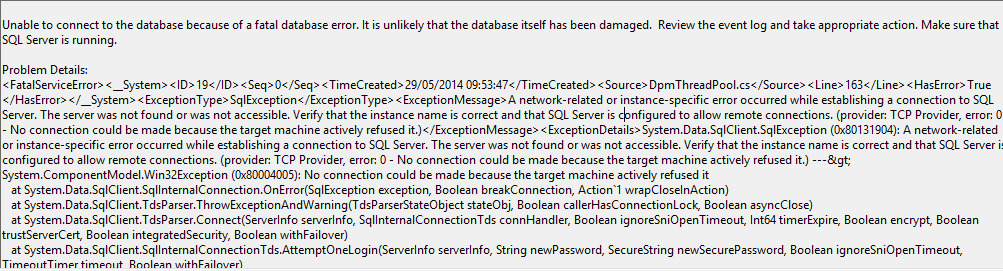 Unable to connect to the database because of a fatal database error. It is unlikely that the database itself has been damaged.  Review the event log and take appropriate action. Make sure that
SQL Server is running.
Problem Details:
<FatalServiceError><__System><ID>19</ID><Seq>0</Seq><TimeCreated>29/05/2014 09:53:47</TimeCreated><Source>DpmThreadPool.cs</Source><Line>163</Line><HasError>True
</HasError></__System><ExceptionType>SqlException</ExceptionType><ExceptionMessage>A network-related or instance-specific error occurred while establishing a connection to SQL
Server. The server was not found or was not accessible. Verify that the instance name is correct and that SQL Server is configured to allow remote connections. (provider: TCP Provider, error: 0
- No connection could be made because the target machine actively refused it.)</ExceptionMessage><ExceptionDetails>System.Data.SqlClient.SqlException (0x80131904): A network-related
or instance-specific error occurred while establishing a connection to SQL Server. The server was not found or was not accessible. Verify that the instance name is correct and that SQL Server is
configured to allow remote connections. (provider: TCP Provider, error: 0 - No connection could be made because the target machine actively refused it.) ---&gt;
System.ComponentModel.Win32Exception (0x80004005): No connection could be made because the target machine actively refused it
at System.Data.SqlClient.SqlInternalConnection.OnError(SqlException exception, Boolean breakConnection, Action`1 wrapCloseInAction)
at System.Data.SqlClient.TdsParser.ThrowExceptionAndWarning(TdsParserStateObject stateObj, Boolean callerHasConnectionLock, Boolean asyncClose)
at System.Data.SqlClient.TdsParser.Connect(ServerInfo serverInfo, SqlInternalConnectionTds connHandler, Boolean ignoreSniOpenTimeout, Int64 timerExpire, Boolean encrypt, Boolean
trustServerCert, Boolean integratedSecurity, Boolean withFailover)
at System.Data.SqlClient.SqlInternalConnectionTds.AttemptOneLogin(ServerInfo serverInfo, String newPassword, SecureString newSecurePassword, Boolean ignoreSniOpenTimeout,
TimeoutTimer timeout, Boolean withFailover)